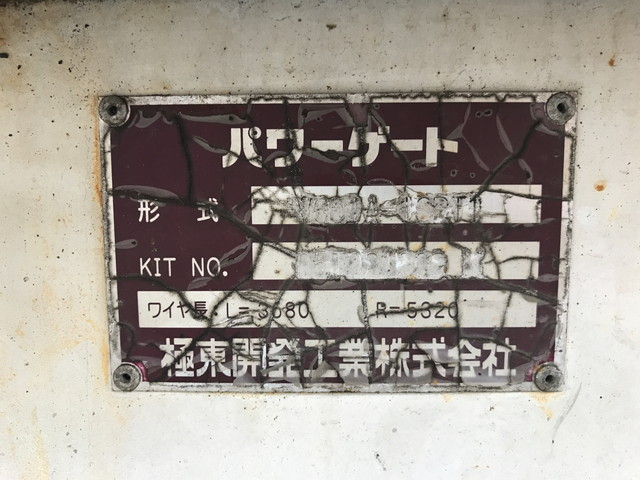 パワーゲート
形 式
KIT NO.
ワイヤ長・L=3680 R=5320
極東開発工業株式会社